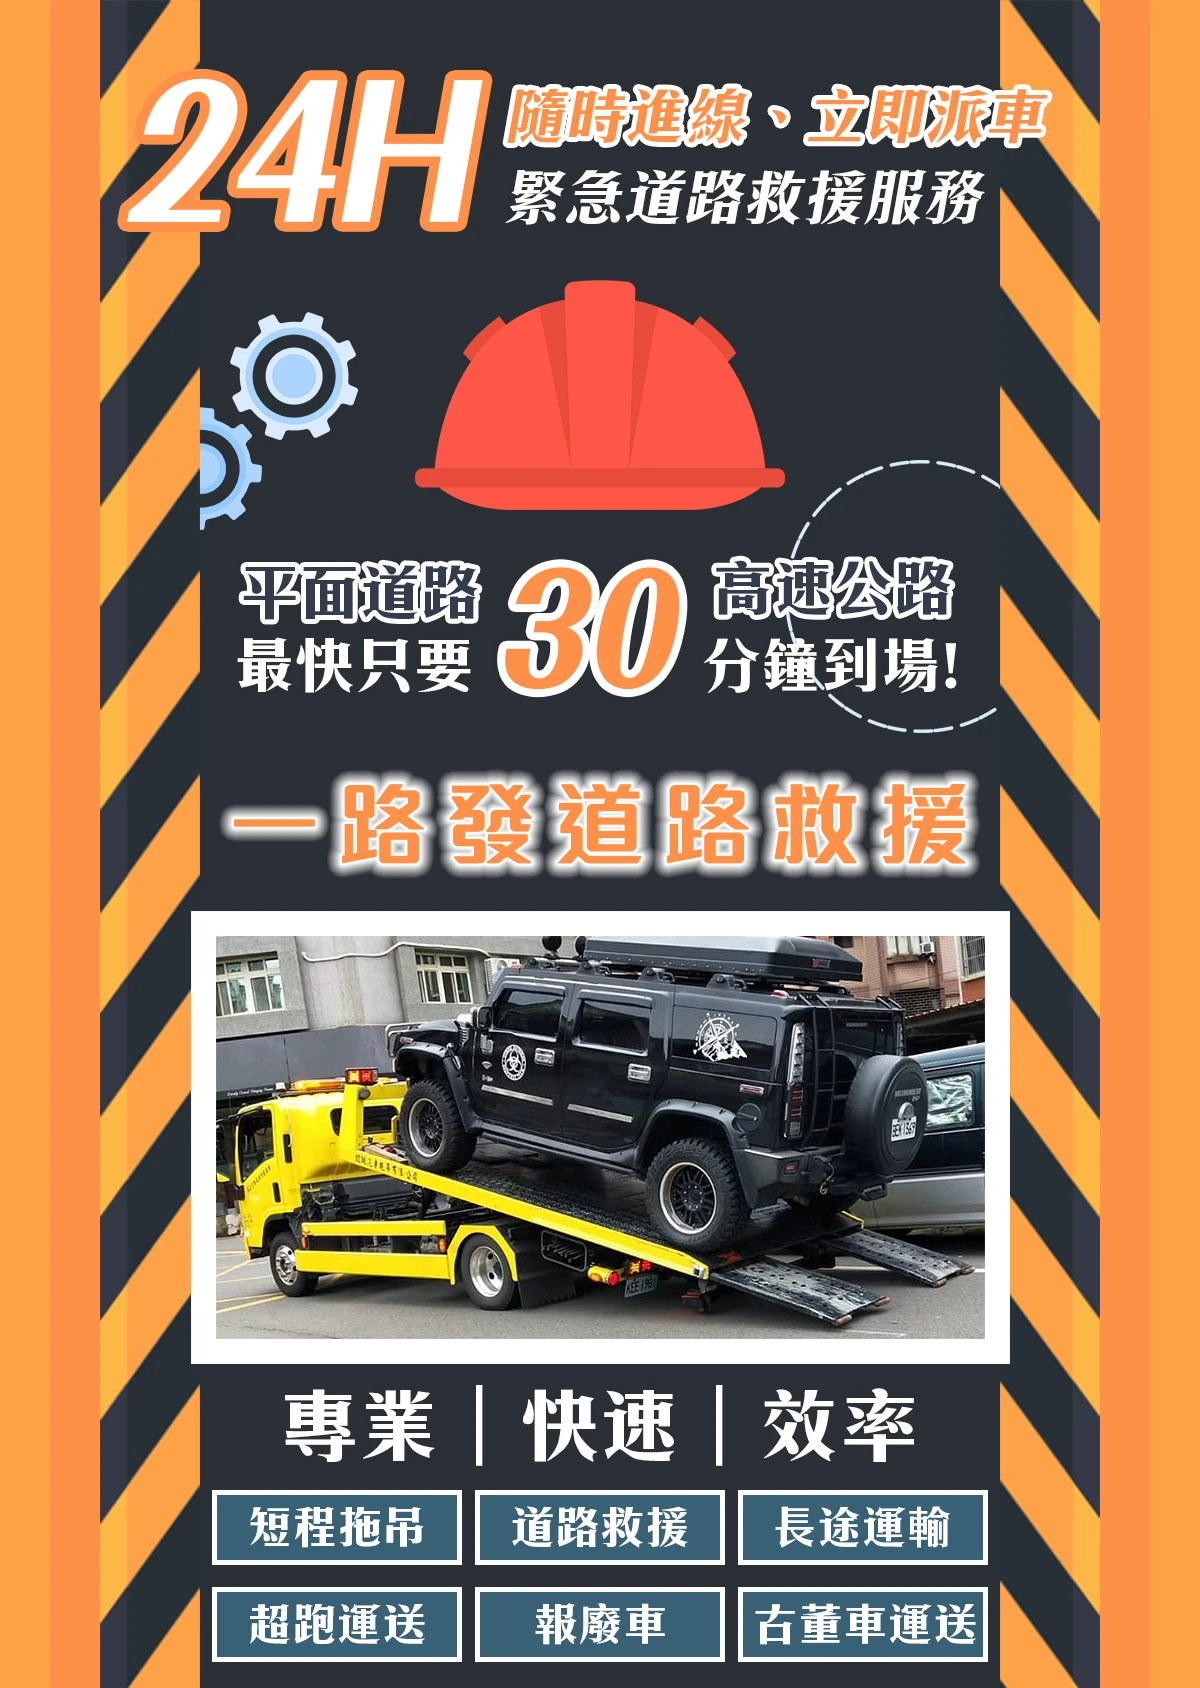 24H
隨時進線、立即派車
緊急道路救援服務
平面道路 30 高速公路
最快只要 分鐘到場!
一路發道路救援
HUMMER
KEE 1981
專業｜快速｜效率
短程拖吊 道路救援 長途運輸
超跑運送 報廢車 古董車運送